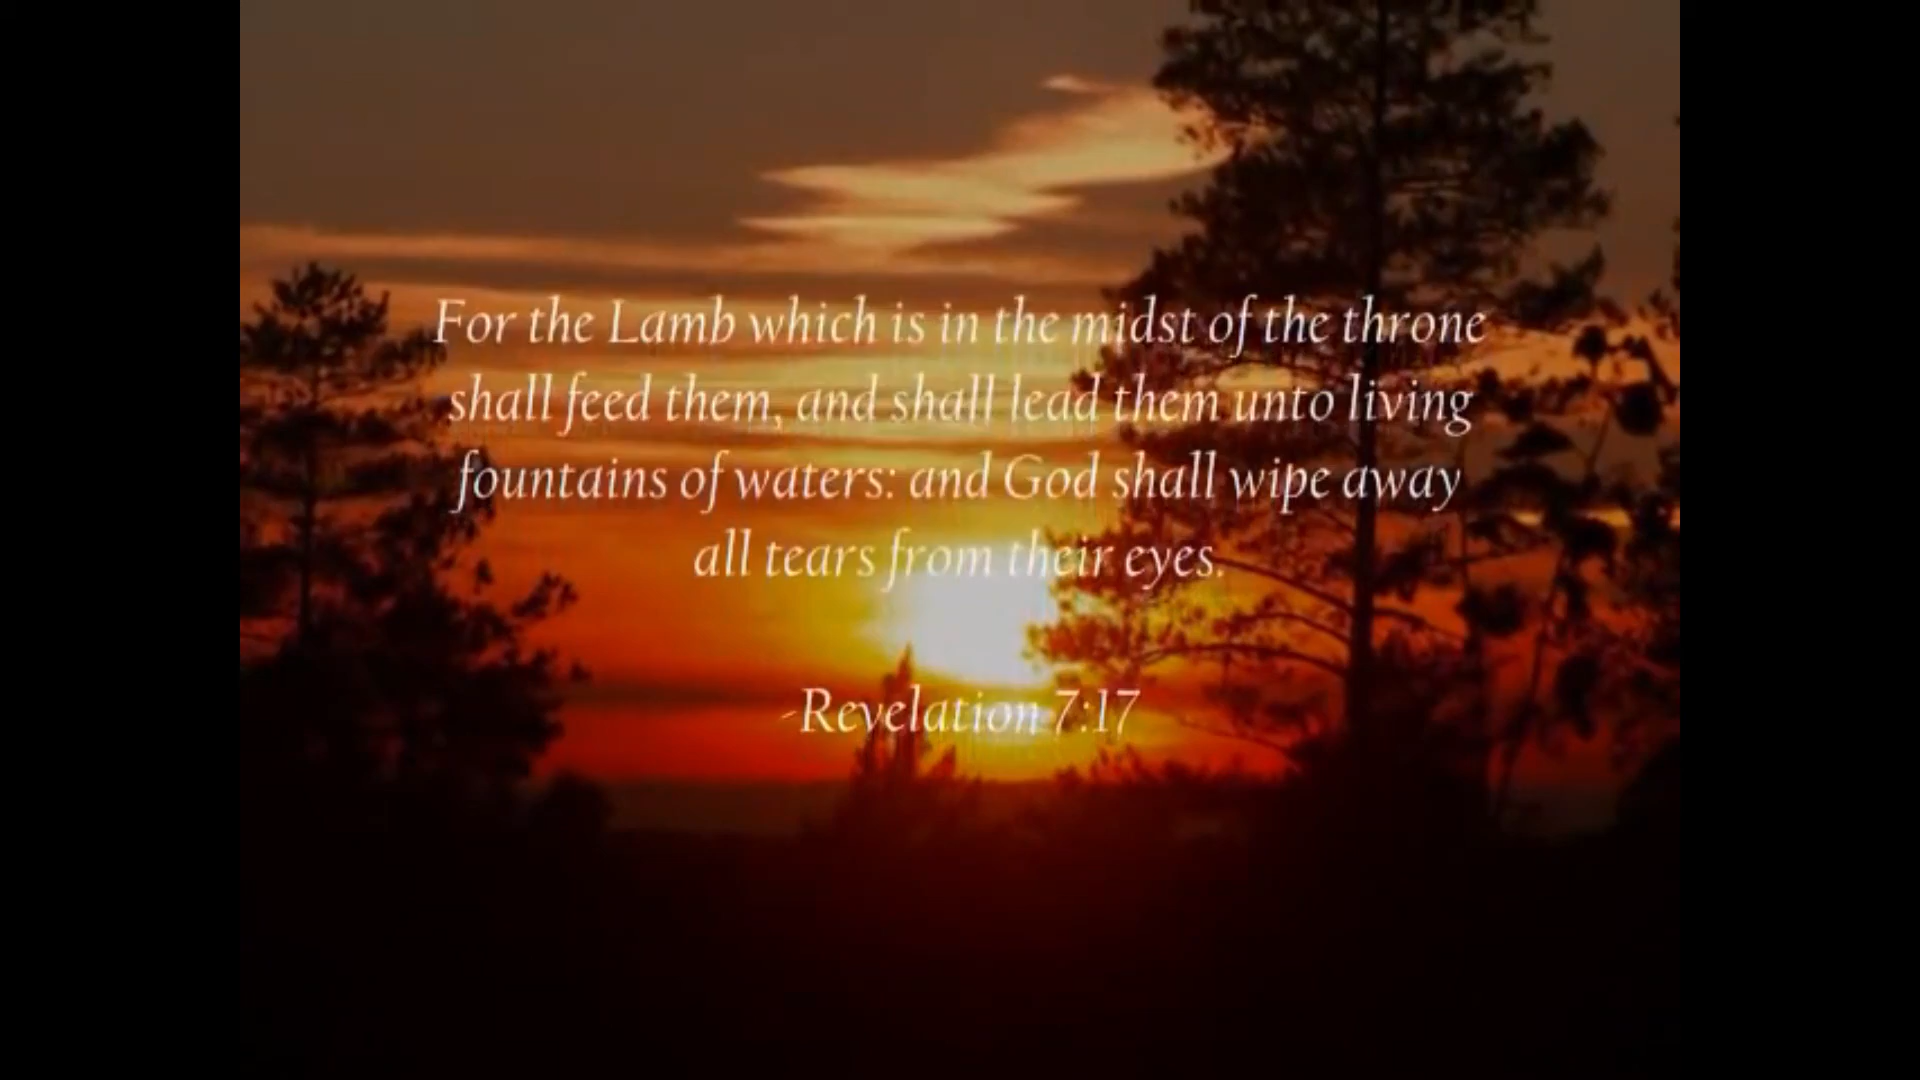 For the Lamb which is in the midst of the throne
shall feed them, and shall lead them unto living
fountains of waters: and God shall wipe away
all tears from their eyes.
-Revelation 7:17